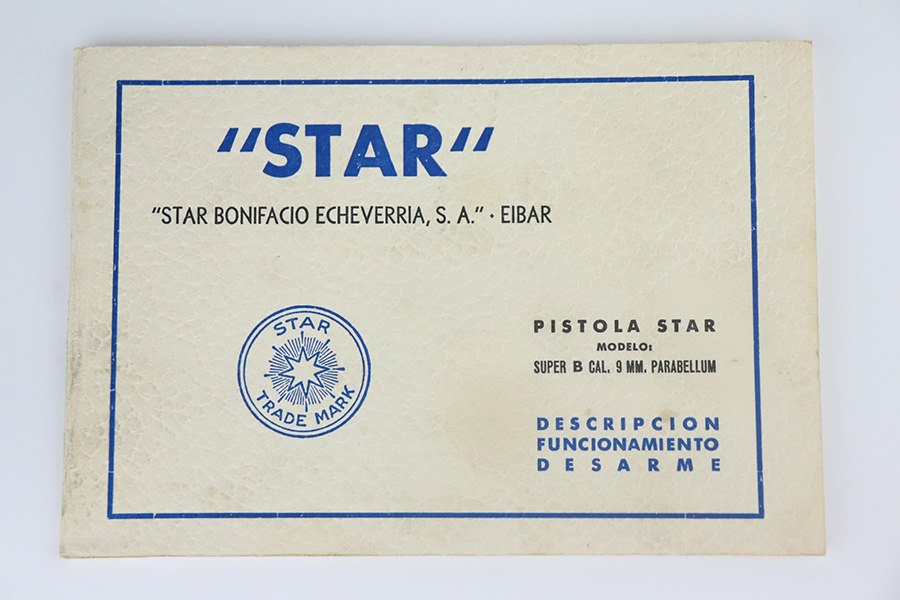 "STAR"
"STAR BONIFACIO ECHEVERRIA, S. A." · EIBAR
STAR
TRADE MARK
PISTOLA STAR
MODELO:
SUPER B CAL. 9 MM. PARABELLUM
DESCRIPCION
FUNCIONAMIENTO
DESARME